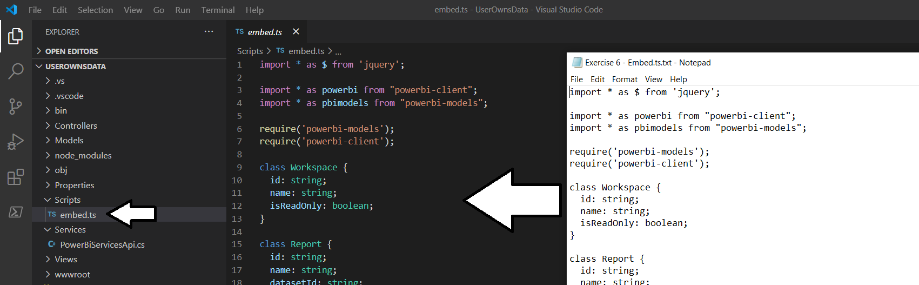 File Edit Selection View Go Run Terminal Help
embed.ts - UserOwnsData - Visual Studio Code
EXPLORER
OPEN EDITORS
USEROWNSDATA
.vs
.vscode
bin
Controllers
Models
node_modules
obj
Properties
Scripts
TS embed.ts
Services
PowerBiServicesApi.cs
Views
wwwroot
TS embed.ts
Scripts > TS embed.ts > ...
1 import * as $ from 'jquery';
2
3 import * as powerbi from "powerbi-client";
4 import * as pbimodels from "powerbi-models";
5
6 require('powerbi-models');
7 require('powerbi-client');
8
9 class Workspace {
10 id: string;
11 name: string;
12 isReadOnly: boolean;
13 }
14
15 class Report {
16 id: string;
17 name: string;
18 datasetId: string;
Exercise 6 - Embed.ts.txt - Notepad
File Edit Format View Help
import * as $ from 'jquery';
import * as powerbi from "powerbi-client";
import * as pbimodels from "powerbi-models";
require('powerbi-models');
require('powerbi-client');
class Workspace {
id: string;
name: string;
isReadOnly: boolean;
}
class Report {
id: string;
name: string;